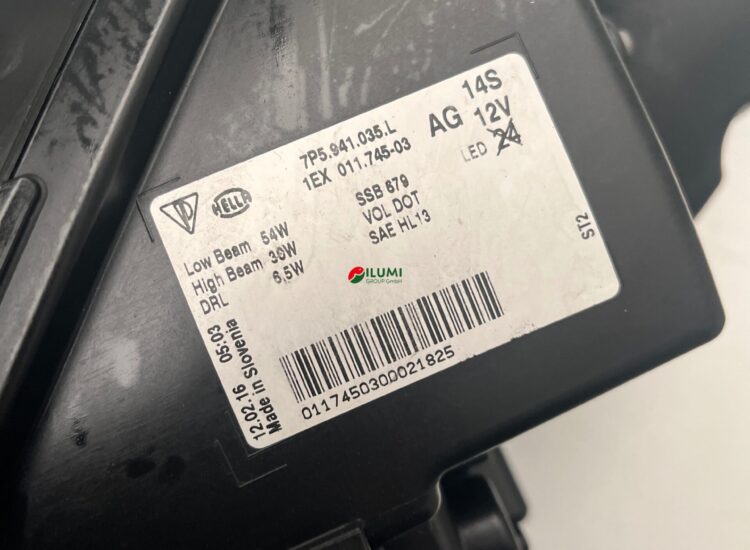 7P5.941.035.L
1EX 011.745-03
AG
14S
12V
LED 24
HELLA
SSB 679
VOL DOT
SAE HL13
Low Beam 54W
High Beam 30W
DRL 6,5W
ILUMI
GROUP GmbH
ST2
12.02.16 05:03
Made in Slovenia
01174500300021825